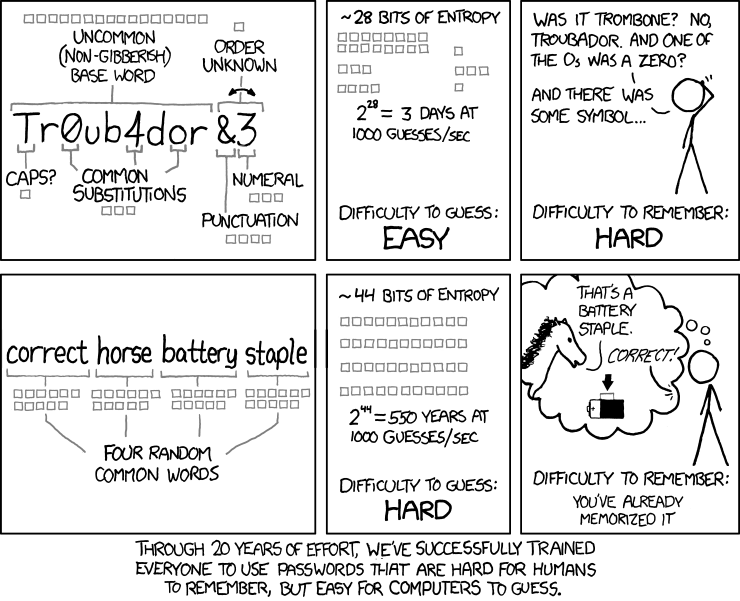 UNCOMMON
(NON-GIBBERISH)
BASE WORD
ORDER
UNKNOWN
Tr0ub4dor &3
CAPS?
COMMON
SUBSTITUTIONS
NUMERAL
PUNCTUATION
~28 BITS OF ENTROPY
2^28 = 3 DAYS AT
1000 GUESSES/SEC
DIFFICULTY TO GUESS:
EASY
WAS IT TROMBONE? NO,
TROUBADOR. AND ONE OF
THE Os WAS A ZERO?
AND THERE WAS
SOME SYMBOL...
DIFFICULTY TO REMEMBER:
HARD
correct horse battery staple
FOUR RANDOM
COMMON WORDS
~44 BITS OF ENTROPY
2^44 = 550 YEARS AT
1000 GUESSES/SEC
DIFFICULTY TO GUESS:
HARD
THAT'S A
BATTERY
STAPLE.
CORRECT!
+
DIFFICULTY TO REMEMBER:
YOU'VE ALREADY
MEMORIZED IT
THROUGH 20 YEARS OF EFFORT, WE'VE SUCCESSFULLY TRAINED
EVERYONE TO USE PASSWORDS THAT ARE HARD FOR HUMANS
TO REMEMBER, BUT EASY FOR COMPUTERS TO GUESS.